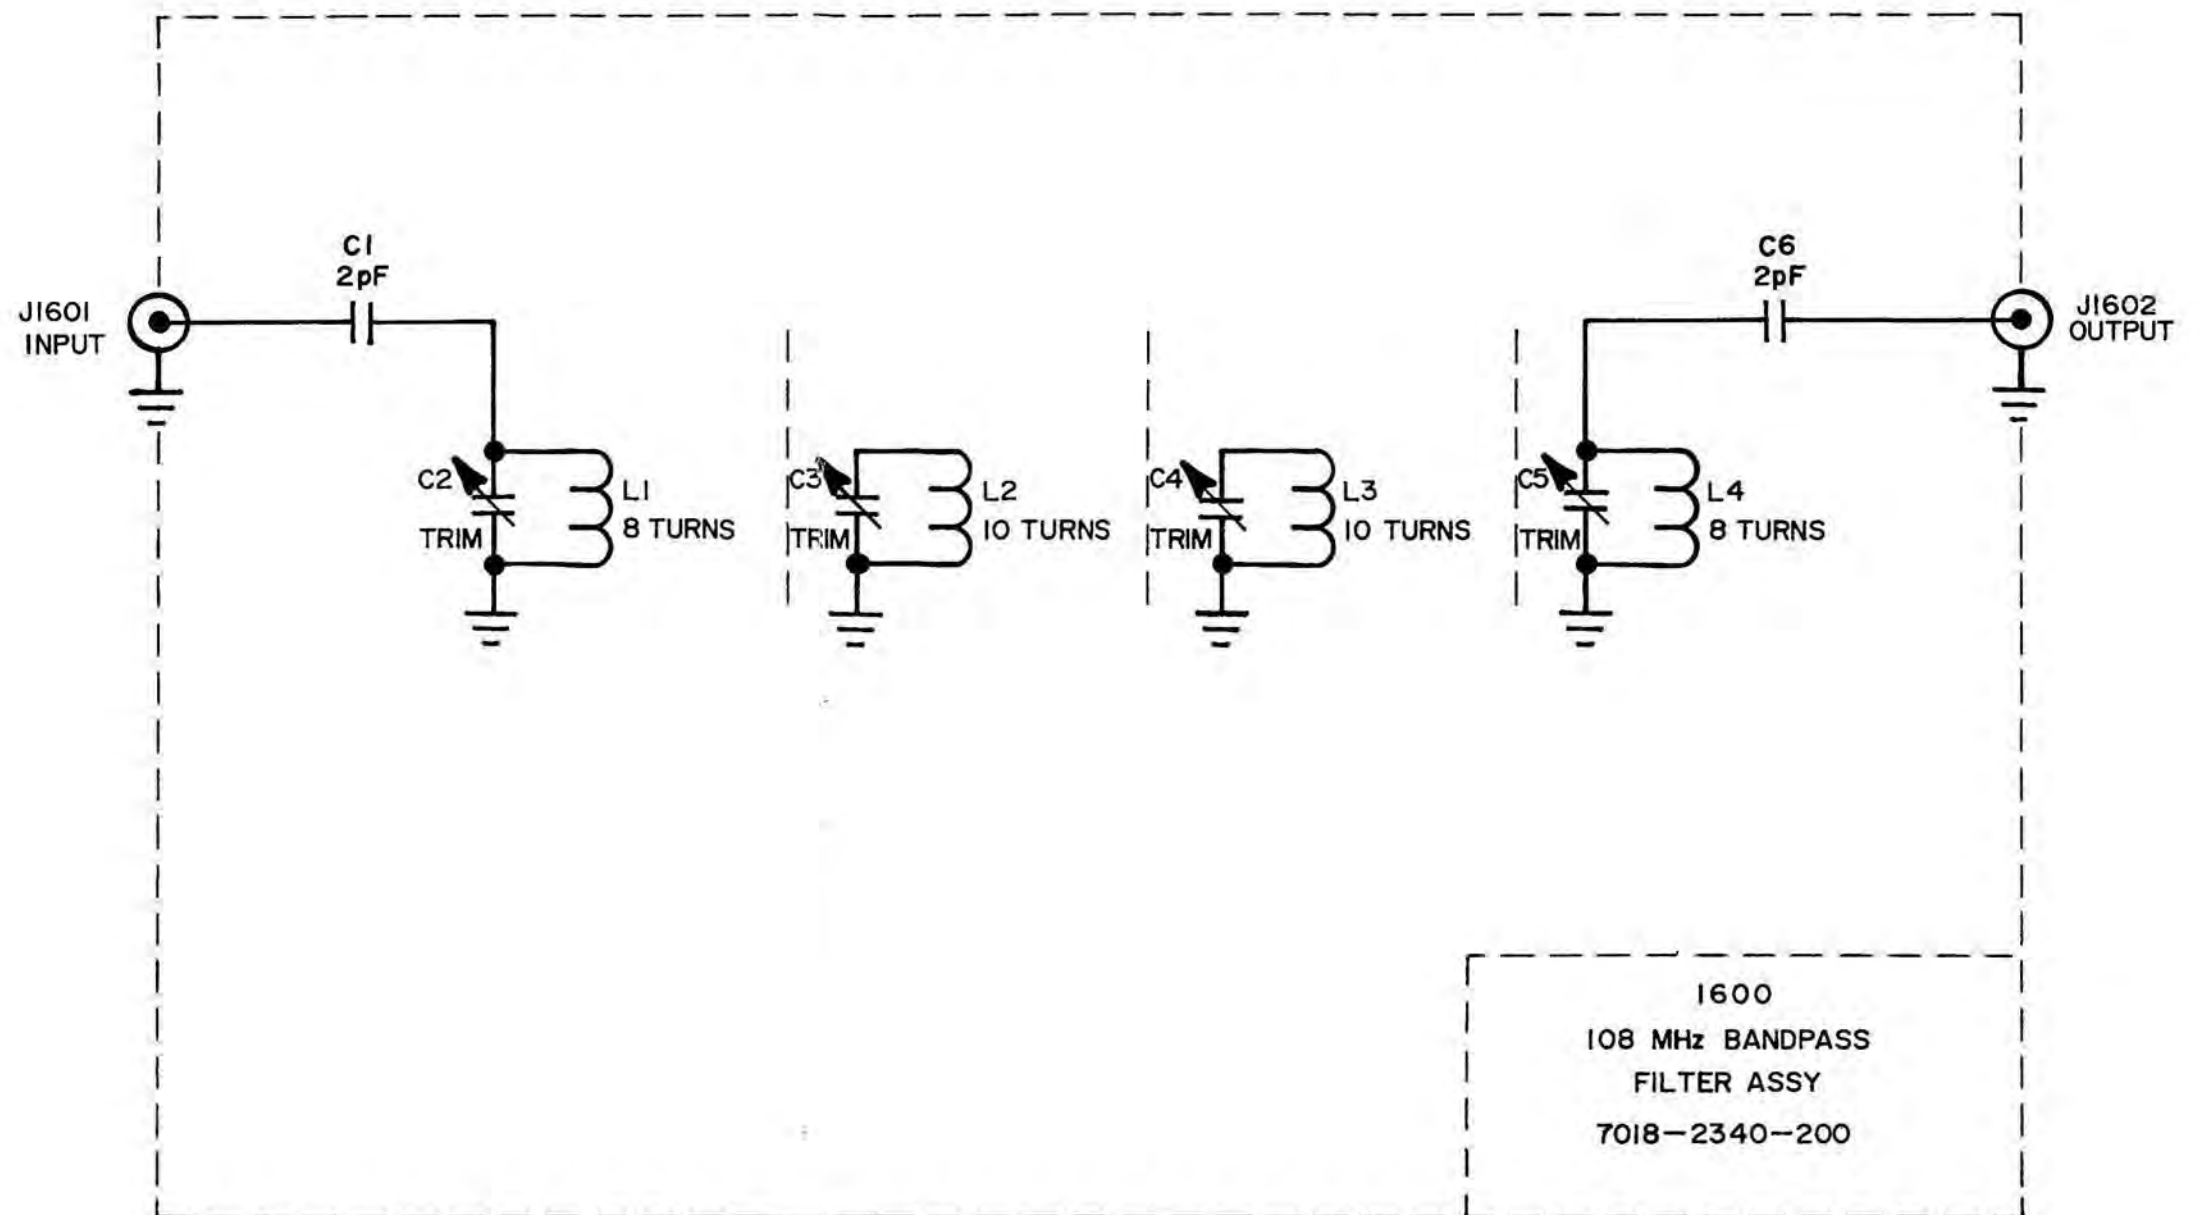 C1
2pF
J1601
INPUT
C6
2pF
J1602
OUTPUT
C2
TRIM
L1
8 TURNS
C3
TRIM
L2
10 TURNS
C4
TRIM
L3
10 TURNS
C5
TRIM
L4
8 TURNS
1600
108 MHz BANDPASS
FILTER ASSY
7018-2340-200